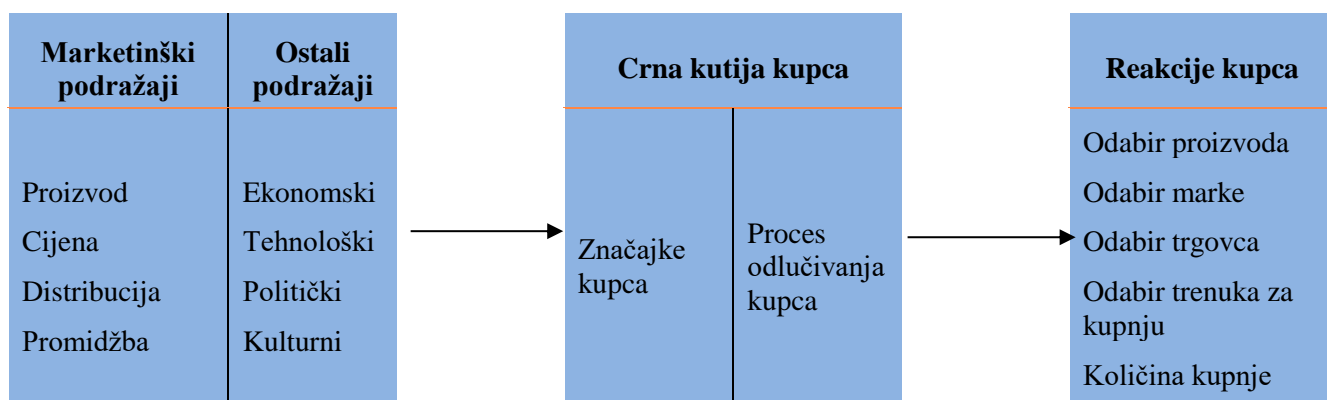 Marketinški
podražaji
Ostali
podražaji
Proizvod
Cijena
Distribucija
Promidžba
Ekonomski
Tehnološki
Politički
Kulturni
Crna kutija kupca
Značajke
kupca
Proces
odlučivanja
kupca
Reakcije kupca
Odabir proizvoda
Odabir marke
Odabir trgovca
Odabir trenuka za
kupnju
Količina kupnje